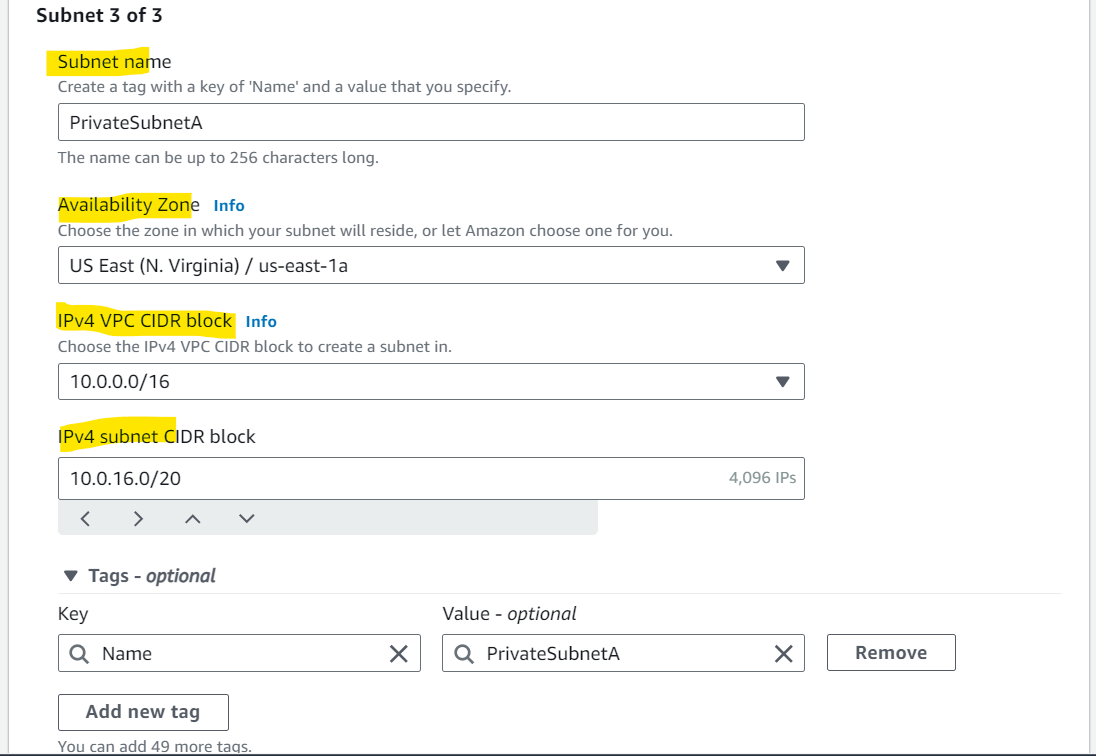 Subnet 3 of 3
Subnet name
Create a tag with a key of 'Name' and a value that you specify.
PrivateSubnetA
The name can be up to 256 characters long.
Availability Zone Info
Choose the zone in which your subnet will reside, or let Amazon choose one for you.
US East (N. Virginia) / us-east-1a
IPv4 VPC CIDR block Info
Choose the IPv4 VPC CIDR block to create a subnet in.
10.0.0.0/16
IPv4 subnet CIDR block
10.0.16.0/20 4,096 IPs
Tags - optional
Key Value - optional
Name PrivateSubnetA Remove
Add new tag
You can add 49 more tags.